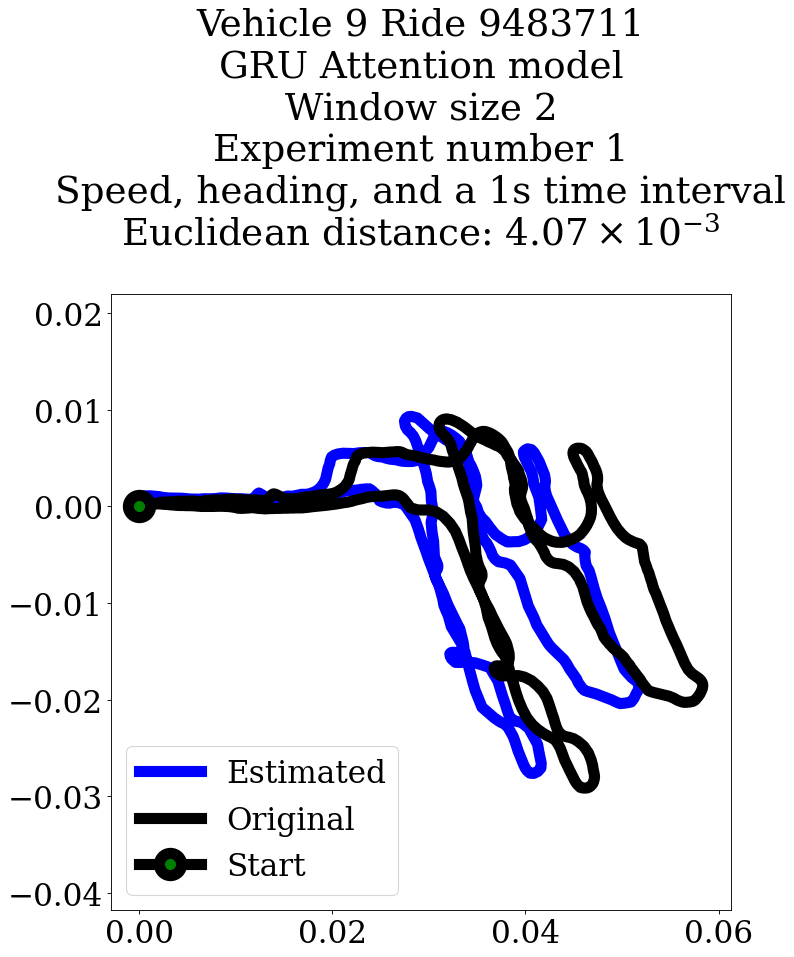 Vehicle 9 Ride 9483711
GRU Attention model
Window size 2
Experiment number 1
Speed, heading, and a 1s time interval
Euclidean distance: 4.07 × 10⁻³
0.02
0.01
0.00
−0.01
−0.02
−0.03
−0.04
Estimated
Original
Start
0.00 0.02 0.04 0.06